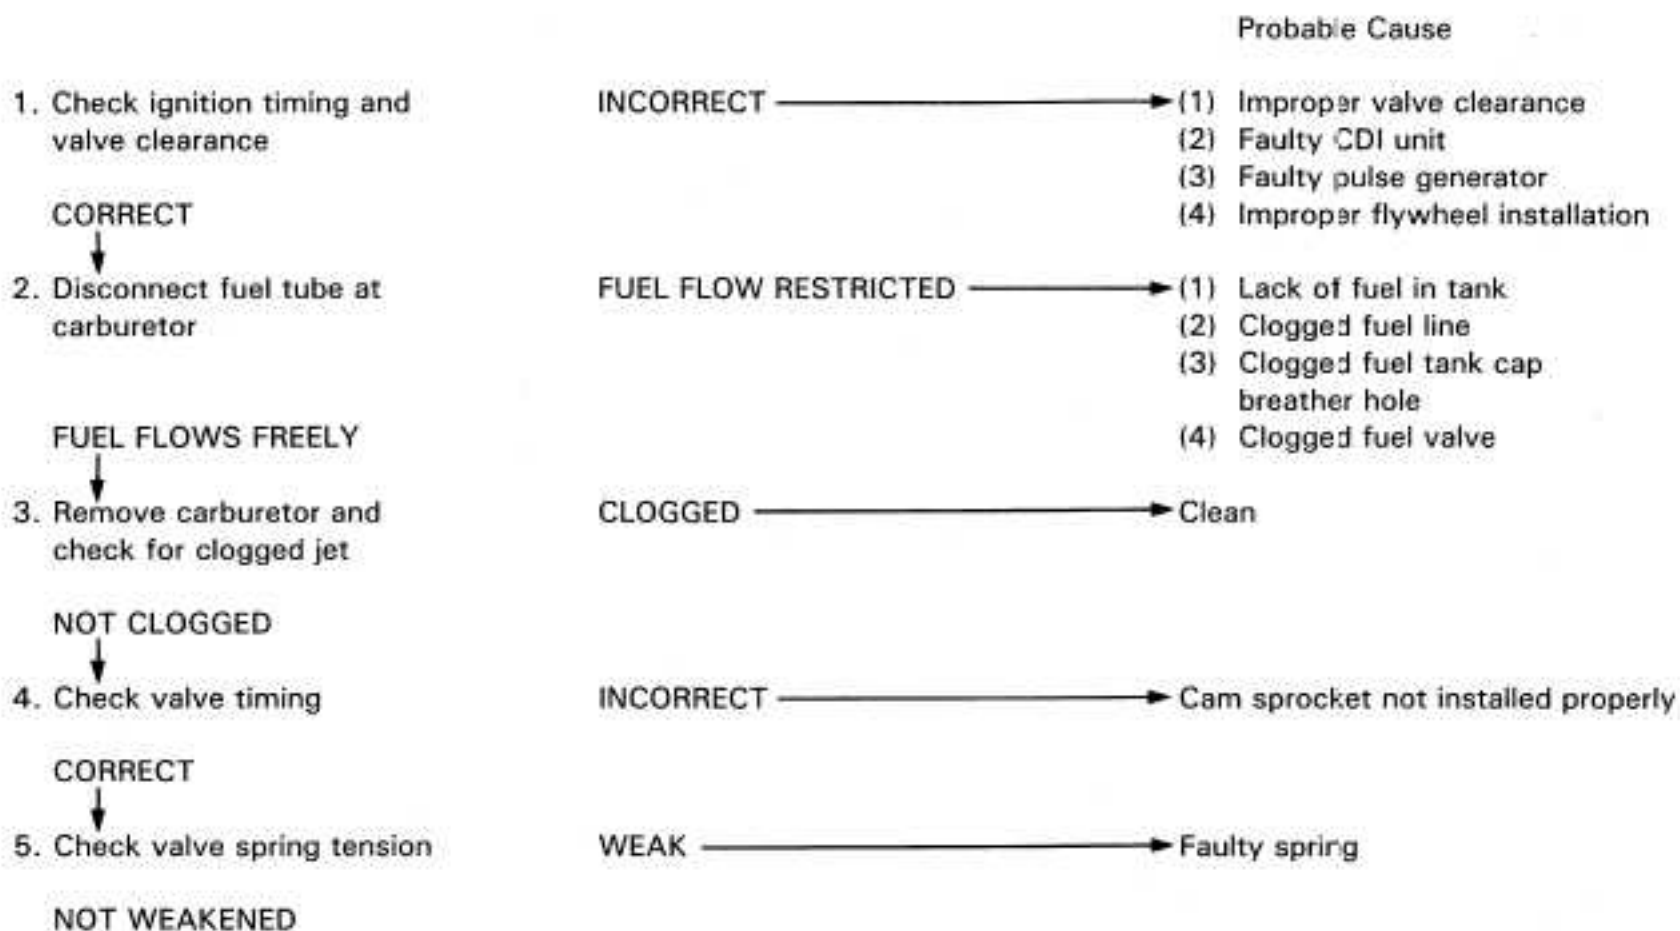 Probable Cause
1. Check ignition timing and INCORRECT (1) Improper valve clearance
valve clearance (2) Faulty CDI unit
(3) Faulty pulse generator
CORRECT (4) Improper flywheel installation
2. Disconnect fuel tube at FUEL FLOW RESTRICTED (1) Lack of fuel in tank
carburetor (2) Clogged fuel line
(3) Clogged fuel tank cap
breather hole
FUEL FLOWS FREELY (4) Clogged fuel valve
3. Remove carburetor and CLOGGED Clean
check for clogged jet
NOT CLOGGED
4. Check valve timing INCORRECT Cam sprocket not installed properly
CORRECT
5. Check valve spring tension WEAK Faulty spring
NOT WEAKENED